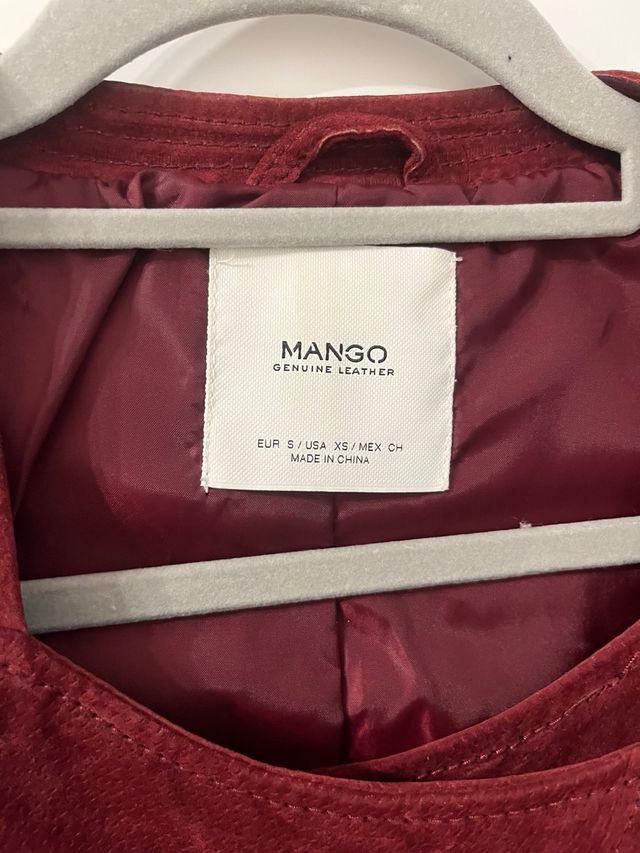 MANGO
GENUINE LEATHER
EUR S / USA XS / MEX CH
MADE IN CHINA